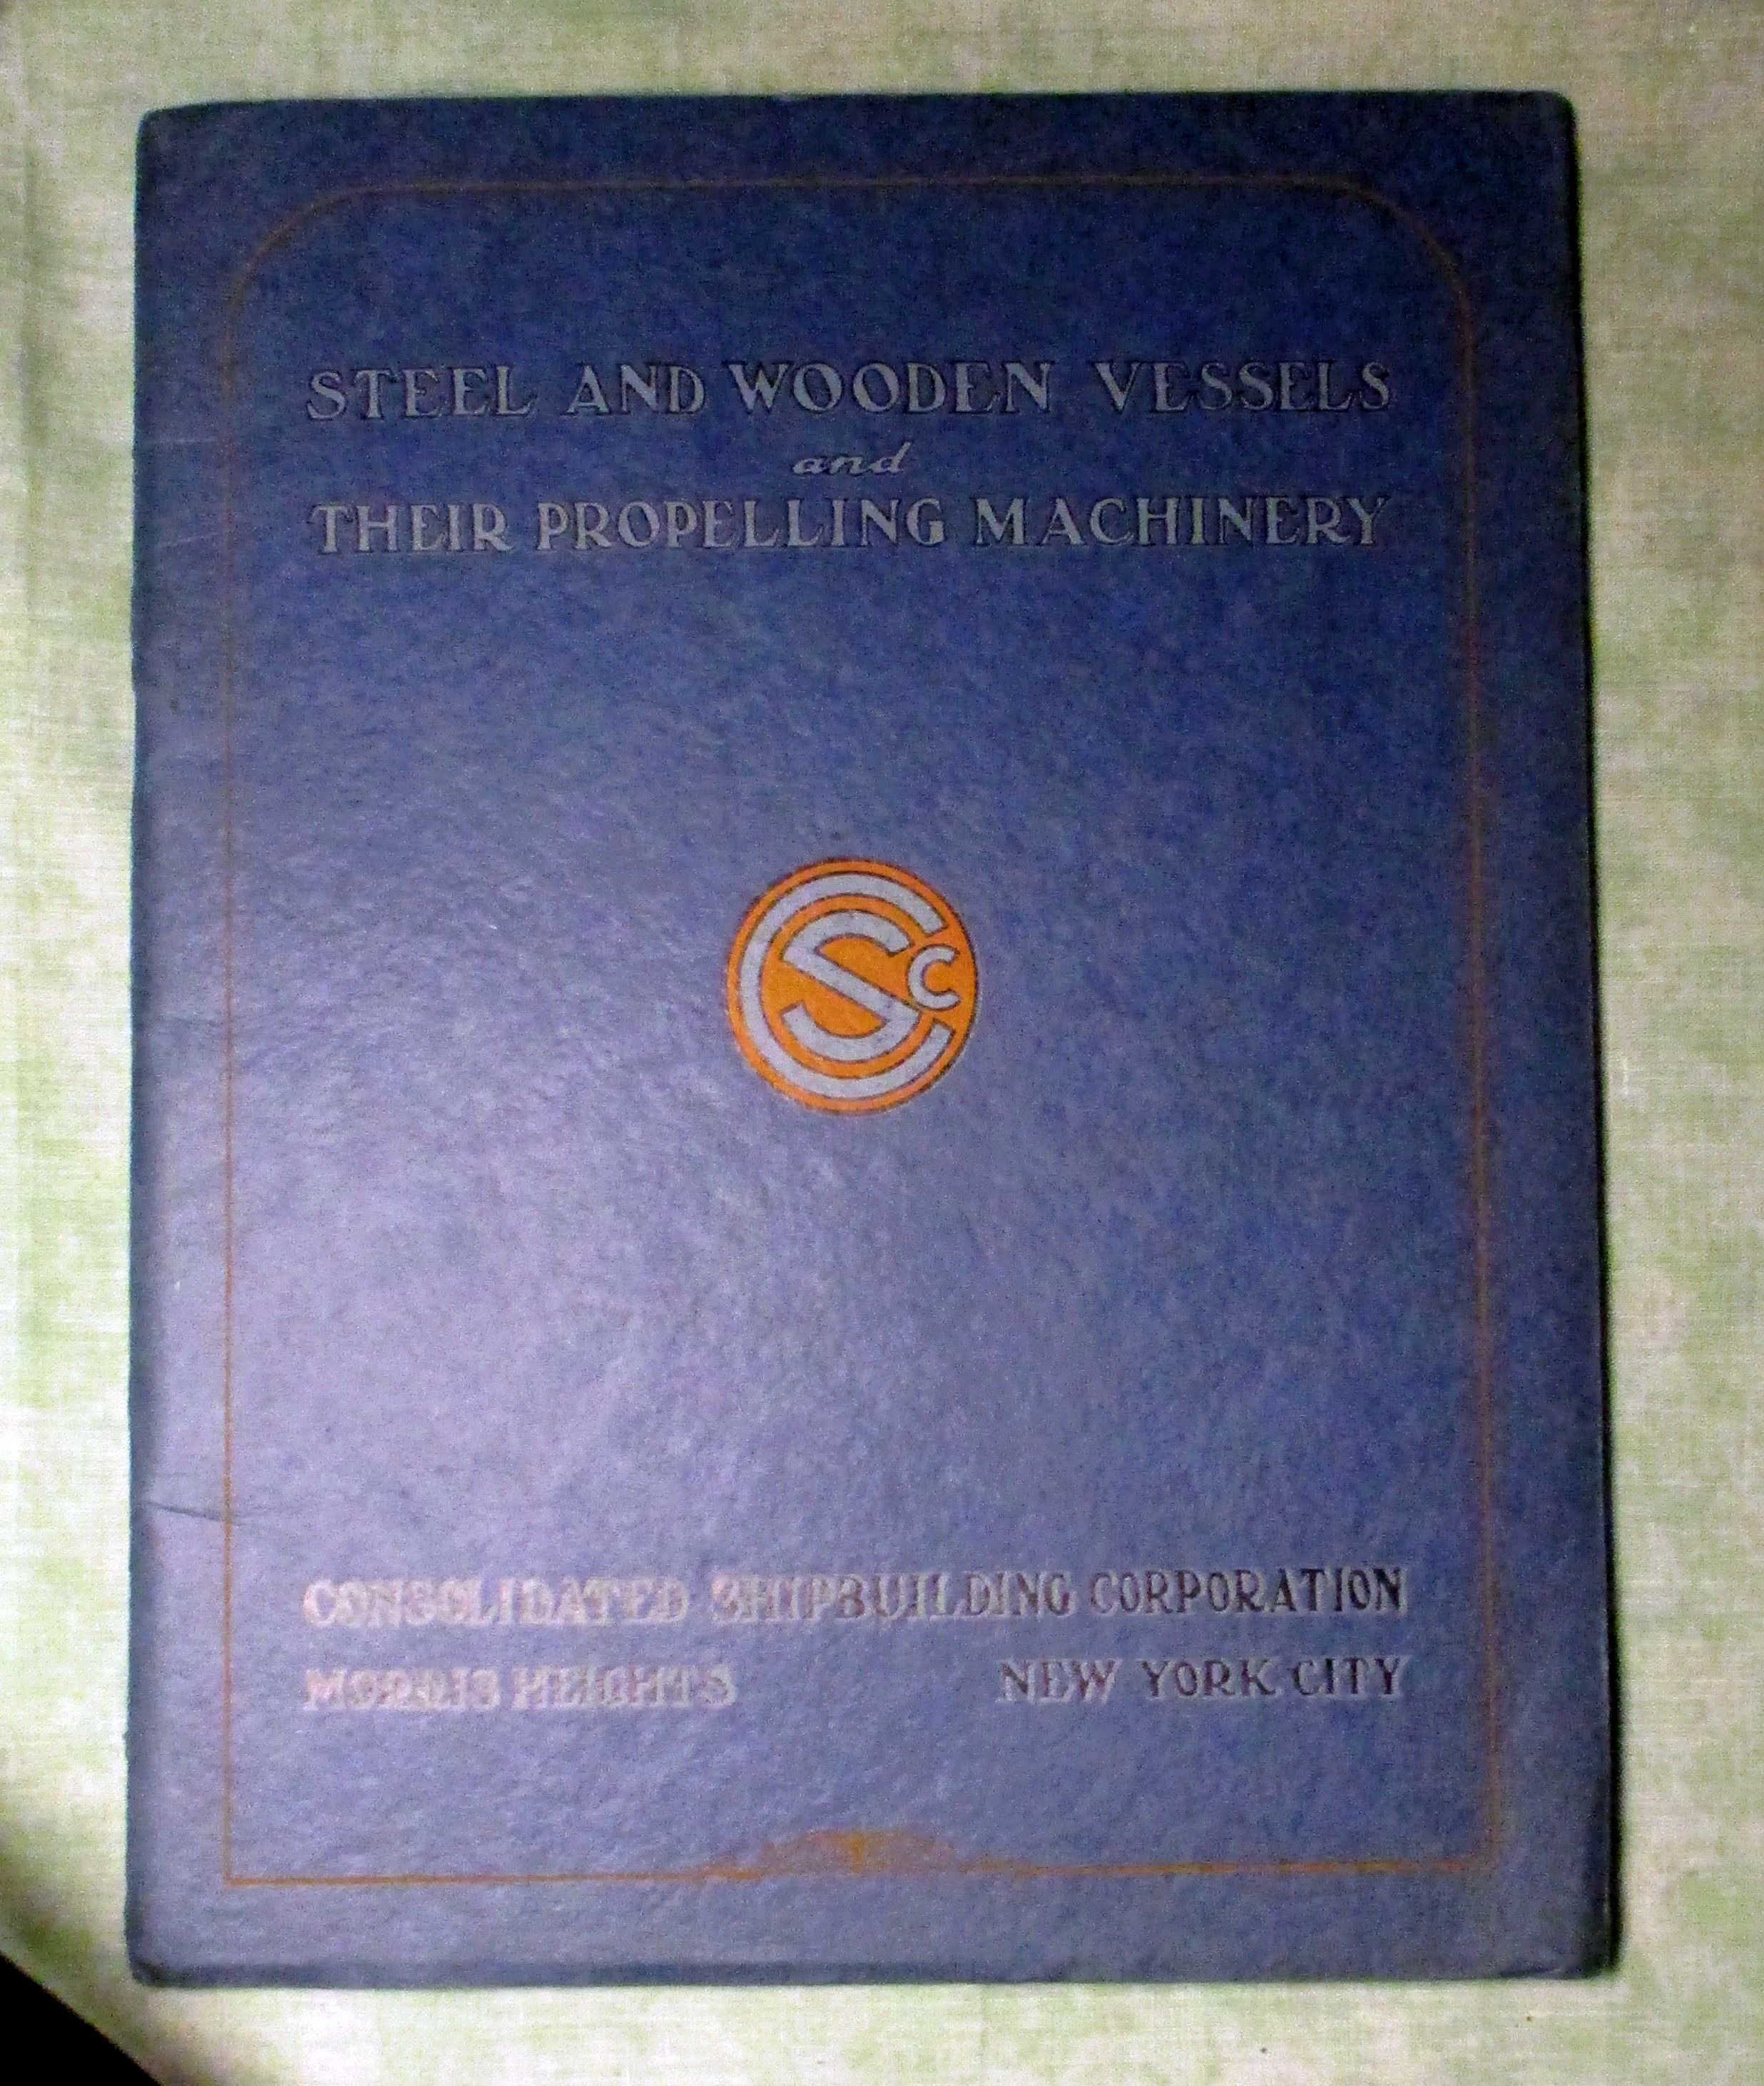 STEEL AND WOODEN VESSELS
and
THEIR PROPELLING MACHINERY
CSC
CONSOLIDATED SHIPBUILDING CORPORATION
MORRIS HEIGHTS NEW YORK CITY